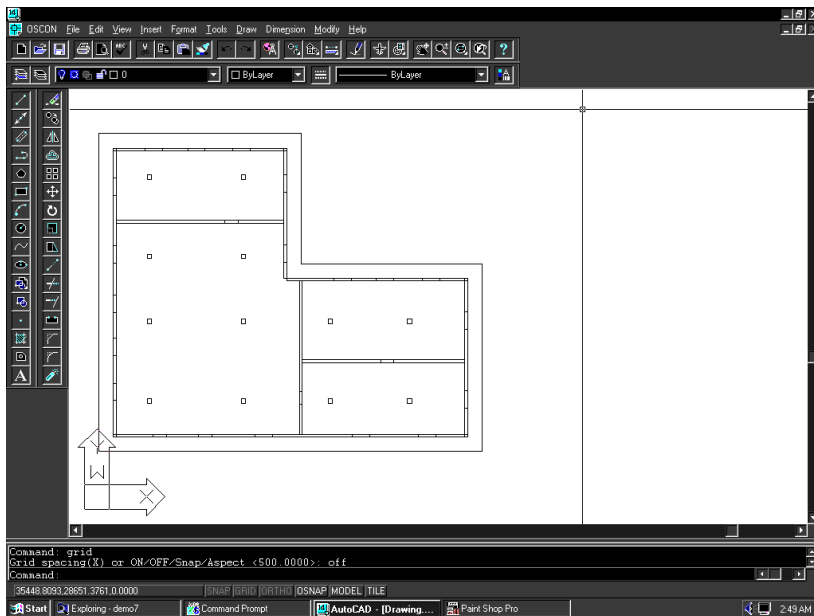 OSCON File Edit View Insert Format Tools Draw Dimension Modify Help
ABC ?
0 ByLayer ByLayer
A
Y
W
X
Command: grid
Grid spacing(X) or ON/OFF/Snap/Aspect <500.0000>: off
Command:
35448.8093,28651.3761,0.0000 SNAP GRID ORTHO OSNAP MODEL TILE
Start Exploring - demo7 Command Prompt AutoCAD - [Drawing.... Paint Shop Pro 2:49 AM